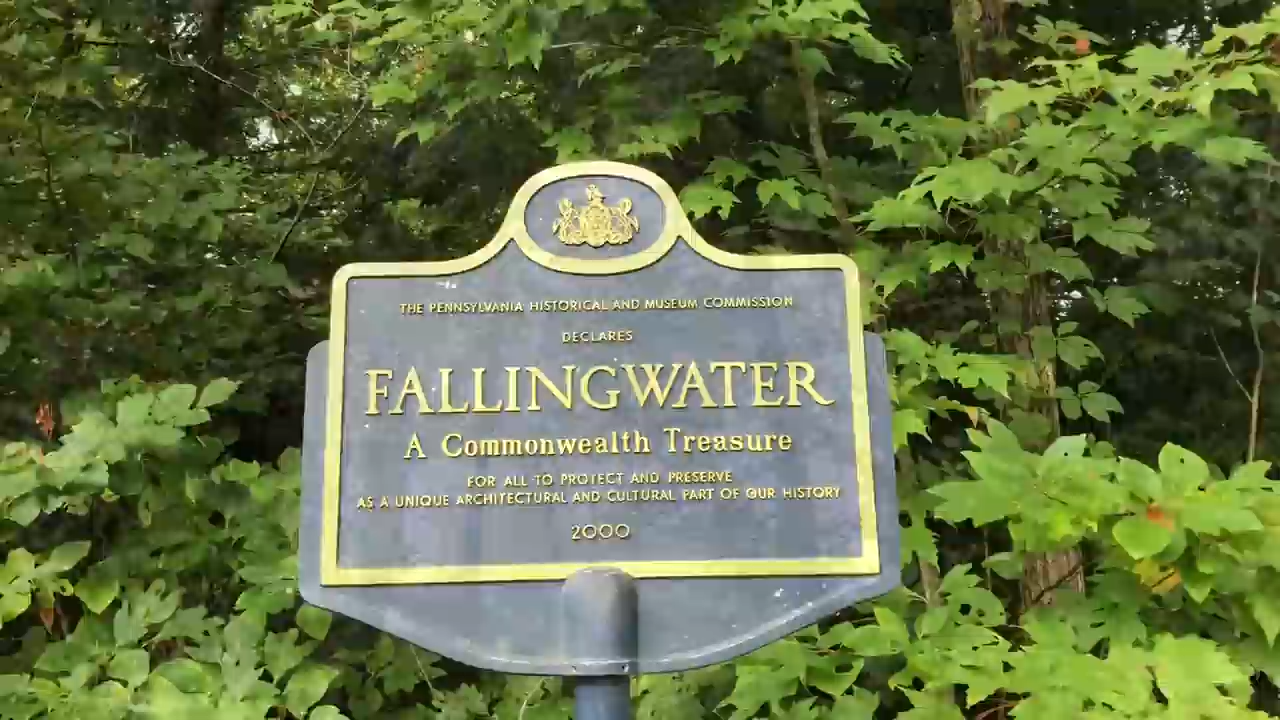 THE PENNSYLVANIA HISTORICAL AND MUSEUM COMMISSION
DECLARES
FALLINGWATER
A Commonwealth Treasure
FOR ALL TO PROTECT AND PRESERVE
AS A UNIQUE ARCHITECTURAL AND CULTURAL PART OF OUR HISTORY
2000